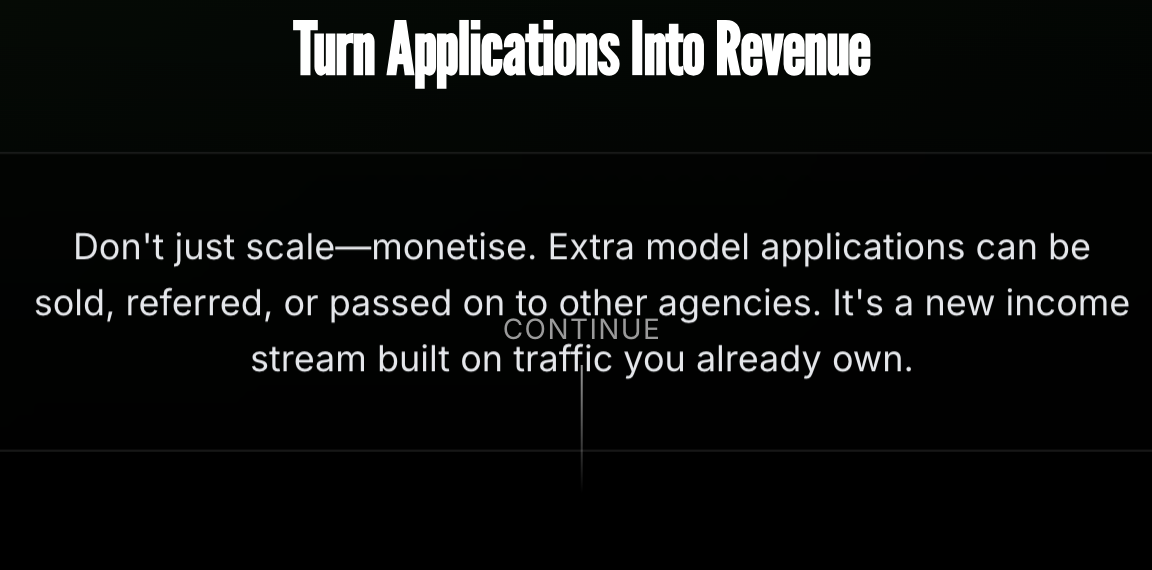 Turn Applications Into Revenue
Don't just scale—monetise. Extra model applications can be
sold, referred, or passed on to other agencies. It's a new income
CONTINUE
stream built on traffic you already own.